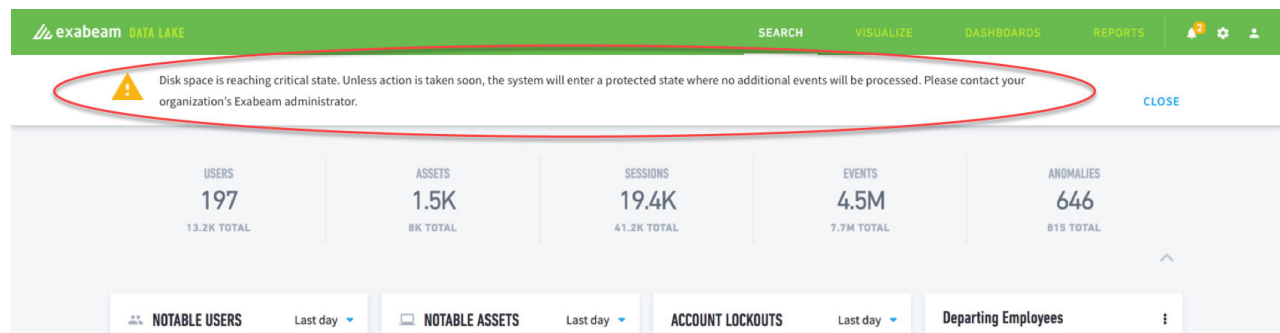 exabeam DATA LAKE SEARCH VISUALIZE DASHBOARDS REPORTS 2
Disk space is reaching critical state. Unless action is taken soon, the system will enter a protected state where no additional events will be processed. Please contact your
organization's Exabeam administrator.
CLOSE
USERS ASSETS SESSIONS EVENTS ANOMALIES
197 1.5K 19.4K 4.5M 646
13.2K TOTAL 8K TOTAL 41.2K TOTAL 7.7M TOTAL 815 TOTAL
NOTABLE USERS Last day NOTABLE ASSETS Last day ACCOUNT LOCKOUTS Last day Departing Employees